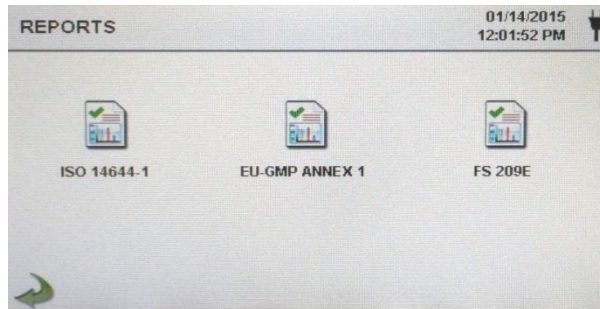 REPORTS
01/14/2015
12:01:52 PM
ISO 14644-1
EU-GMP ANNEX 1
FS 209E